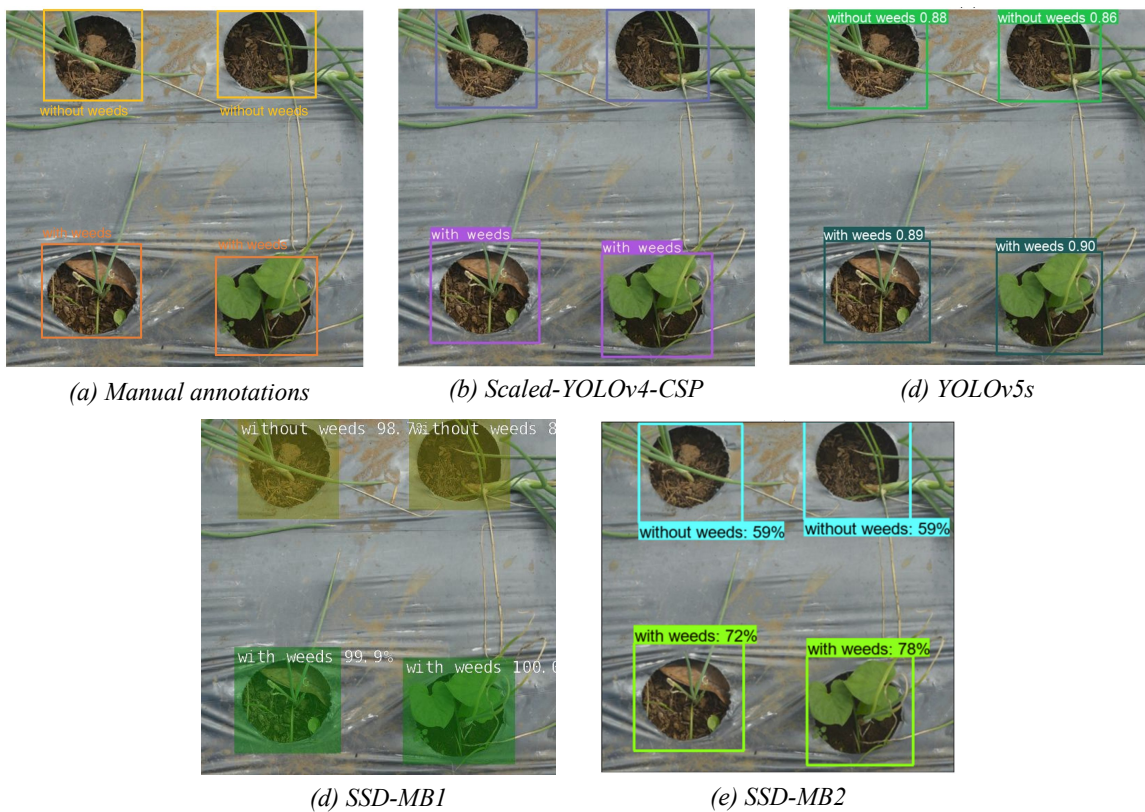 without weeds
without weeds
with weeds
with weeds
(a) Manual annotations
with weeds
with weeds
(b) Scaled-YOLOv4-CSP
without weeds 0.88
without weeds 0.86
with weeds 0.89
with weeds 0.90
(d) YOLOv5s
without weeds 98.7%
without weeds 8
with weeds 99.9%
with weeds 100.0
(d) SSD-MB1
without weeds: 59%
without weeds: 59%
with weeds: 72%
with weeds: 78%
(e) SSD-MB2